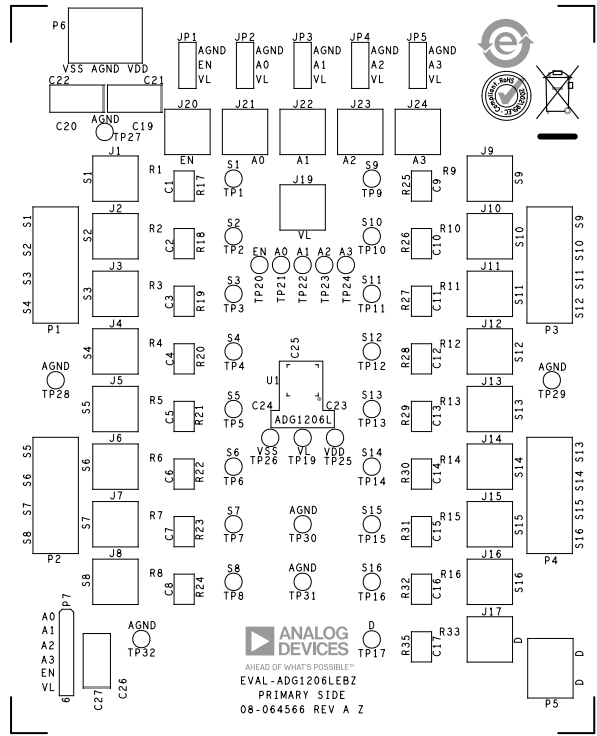 P6
VSS AGND VDD
C22 C21
AGND
C20 C19
TP27
JP1 JP2 JP3 JP4 JP5
AGND AGND AGND AGND AGND
EN A0 A1 A2 A3
VL VL VL VL VL
J20 J21 J22 J23 J24
EN A0 A1 A2 A3
Compliant RoHS 2002/95/EC
e
J1 R1 C1 R17 S1 TP1 S9 TP9 R25 C9 R9 J9
S1 S9
J19
VL
J2 R2 C2 R18 S2 TP2 S10 TP10 R26 C10 R10 J10
S2 S10
EN A0 A1 A2 A3
TP20 TP21 TP22 TP23 TP24
S1 S2 S3 S4
P1
S9 S10 S11 S12
P3
J3 R3 C3 R19 S3 TP3 S11 TP11 R27 C11 R11 J11
S3 S11
J4 R4 C4 R20 S4 TP4 S12 TP12 R28 C12 R12 J12
S4 S12
C25
U1
C24 C23
ADG1206L
AGND
TP28
AGND
TP29
J5 R5 C5 R21 S5 TP5 S13 TP13 R29 C13 R13 J13
S5 S13
VSS VL VDD
TP26 TP19 TP25
J6 R6 C6 R22 S6 TP6 S14 TP14 R30 C14 R14 J14
S6 S14
S5 S6 S7 S8
P2
S13 S14 S15 S16
P4
J7 R7 C7 R23 S7 TP7 AGND TP30 S15 TP15 R31 C15 R15 J15
S7 S15
J8 R8 C8 R24 S8 TP8 AGND TP31 S16 TP16 R32 C16 R16 J16
S8 S16
P7
A0
A1
A2
A3
EN
VL
6
C27 C26
AGND
TP32
D
TP17
R35 C17 R33 J17
D
D D
P5
ANALOG
DEVICES
AHEAD OF WHAT'S POSSIBLE™
EVAL-ADG1206LEBZ
PRIMARY SIDE
08-064566 REV A Z